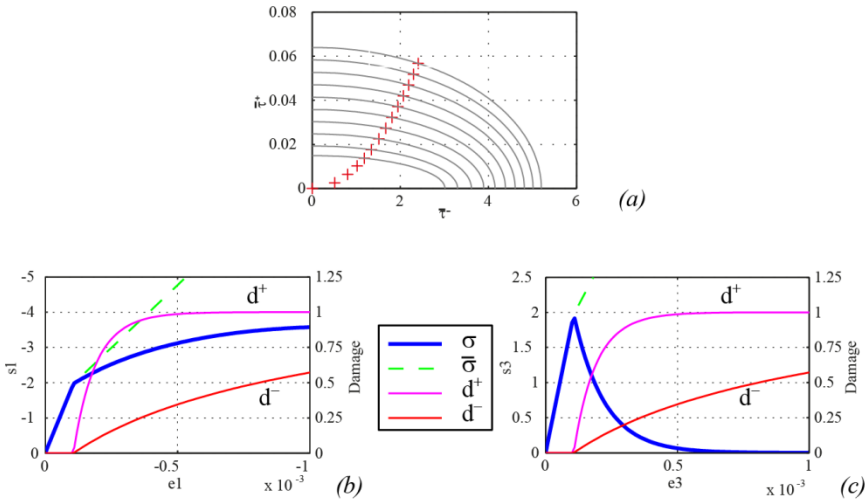 0.08
0.06
0.04
0.02
0
τ̄⁺
0 2 4 6
τ̄⁻
(a)
-5
-4
-3
-2
-1
0
s1
1.25
1
0.75
0.5
0.25
0
Damage
d⁺
d⁻
0 -0.5 -1
e1
x 10⁻³
(b)
σ
σ̄
d⁺
d⁻
2.5
2
1.5
1
0.5
0
s3
1.25
1
0.75
0.5
0.25
0
Damage
d⁺
d⁻
0 0.5 1
e3
x 10⁻³
(c)